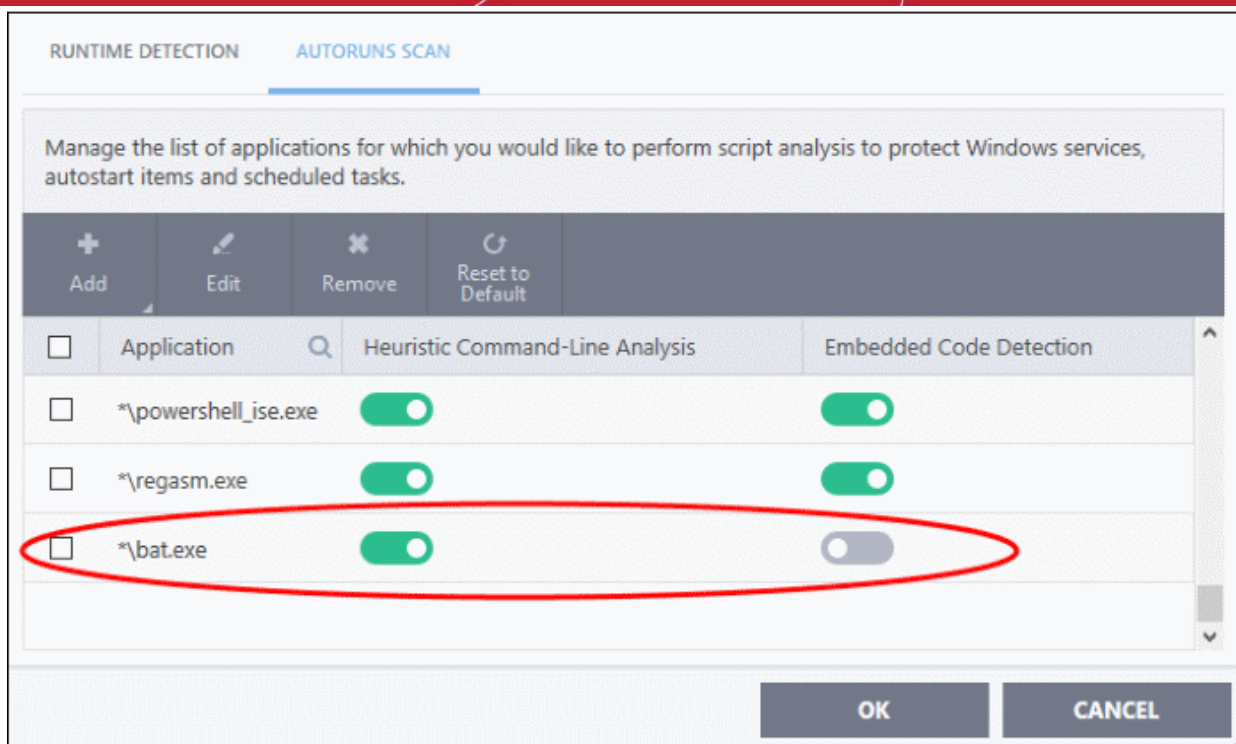 RUNTIME DETECTION AUTORUNS SCAN
Manage the list of applications for which you would like to perform script analysis to protect Windows services,
autostart items and scheduled tasks.
Add Edit Remove Reset to
Default
Application Heuristic Command-Line Analysis Embedded Code Detection
*\powershell_ise.exe
*\regasm.exe
*\bat.exe
OK CANCEL